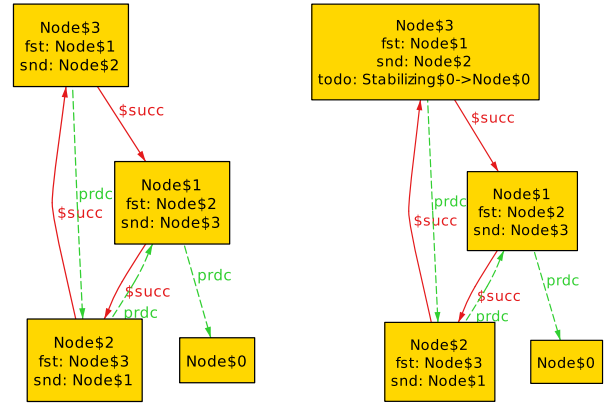 Node$3
fst: Node$1
snd: Node$2
$succ
prdc
$succ
Node$1
fst: Node$2
snd: Node$3
prdc
$succ
prdc
Node$2
fst: Node$3
snd: Node$1
Node$0
Node$3
fst: Node$1
snd: Node$2
todo: Stabilizing$0->Node$0
$succ
prdc
$succ
Node$1
fst: Node$2
snd: Node$3
prdc
$succ
prdc
Node$2
fst: Node$3
snd: Node$1
Node$0